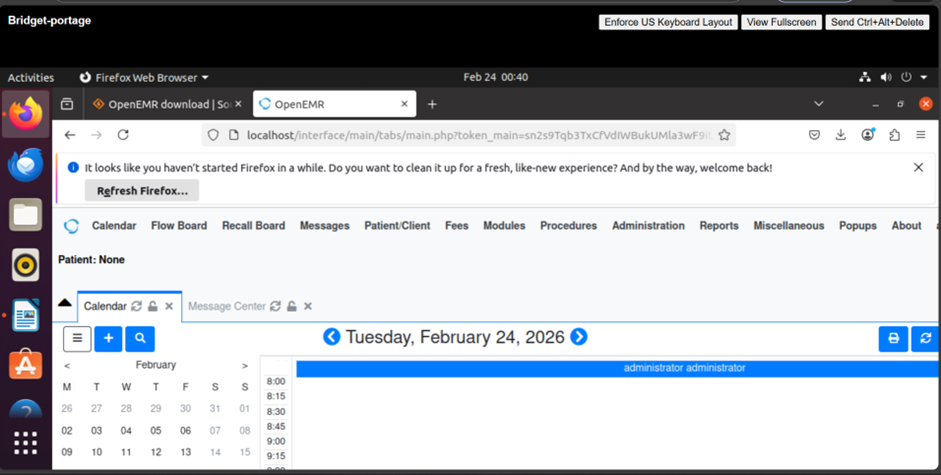 Bridget-portage
Enforce US Keyboard Layout View Fullscreen Send Ctrl+Alt+Delete
Activities Firefox Web Browser Feb 24 00:40
OpenEMR download | So OpenEMR
localhost/interface/main/tabs/main.php?token_main=sn2s9Tqb3TxCfVdIWBukUMla3wF9
It looks like you haven't started Firefox in a while. Do you want to clean it up for a fresh, like-new experience? And by the way, welcome back!
Refresh Firefox...
Calendar Flow Board Recall Board Messages Patient/Client Fees Modules Procedures Administration Reports Miscellaneous Popups About
Patient: None
Calendar Message Center
Tuesday, February 24, 2026
< February >
administrator administrator
M T W T F S S
26 27 28 29 30 31 01
02 03 04 05 06 07 08
09 10 11 12 13 14 15
8:00
8:15
8:30
8:45
9:00
9:15